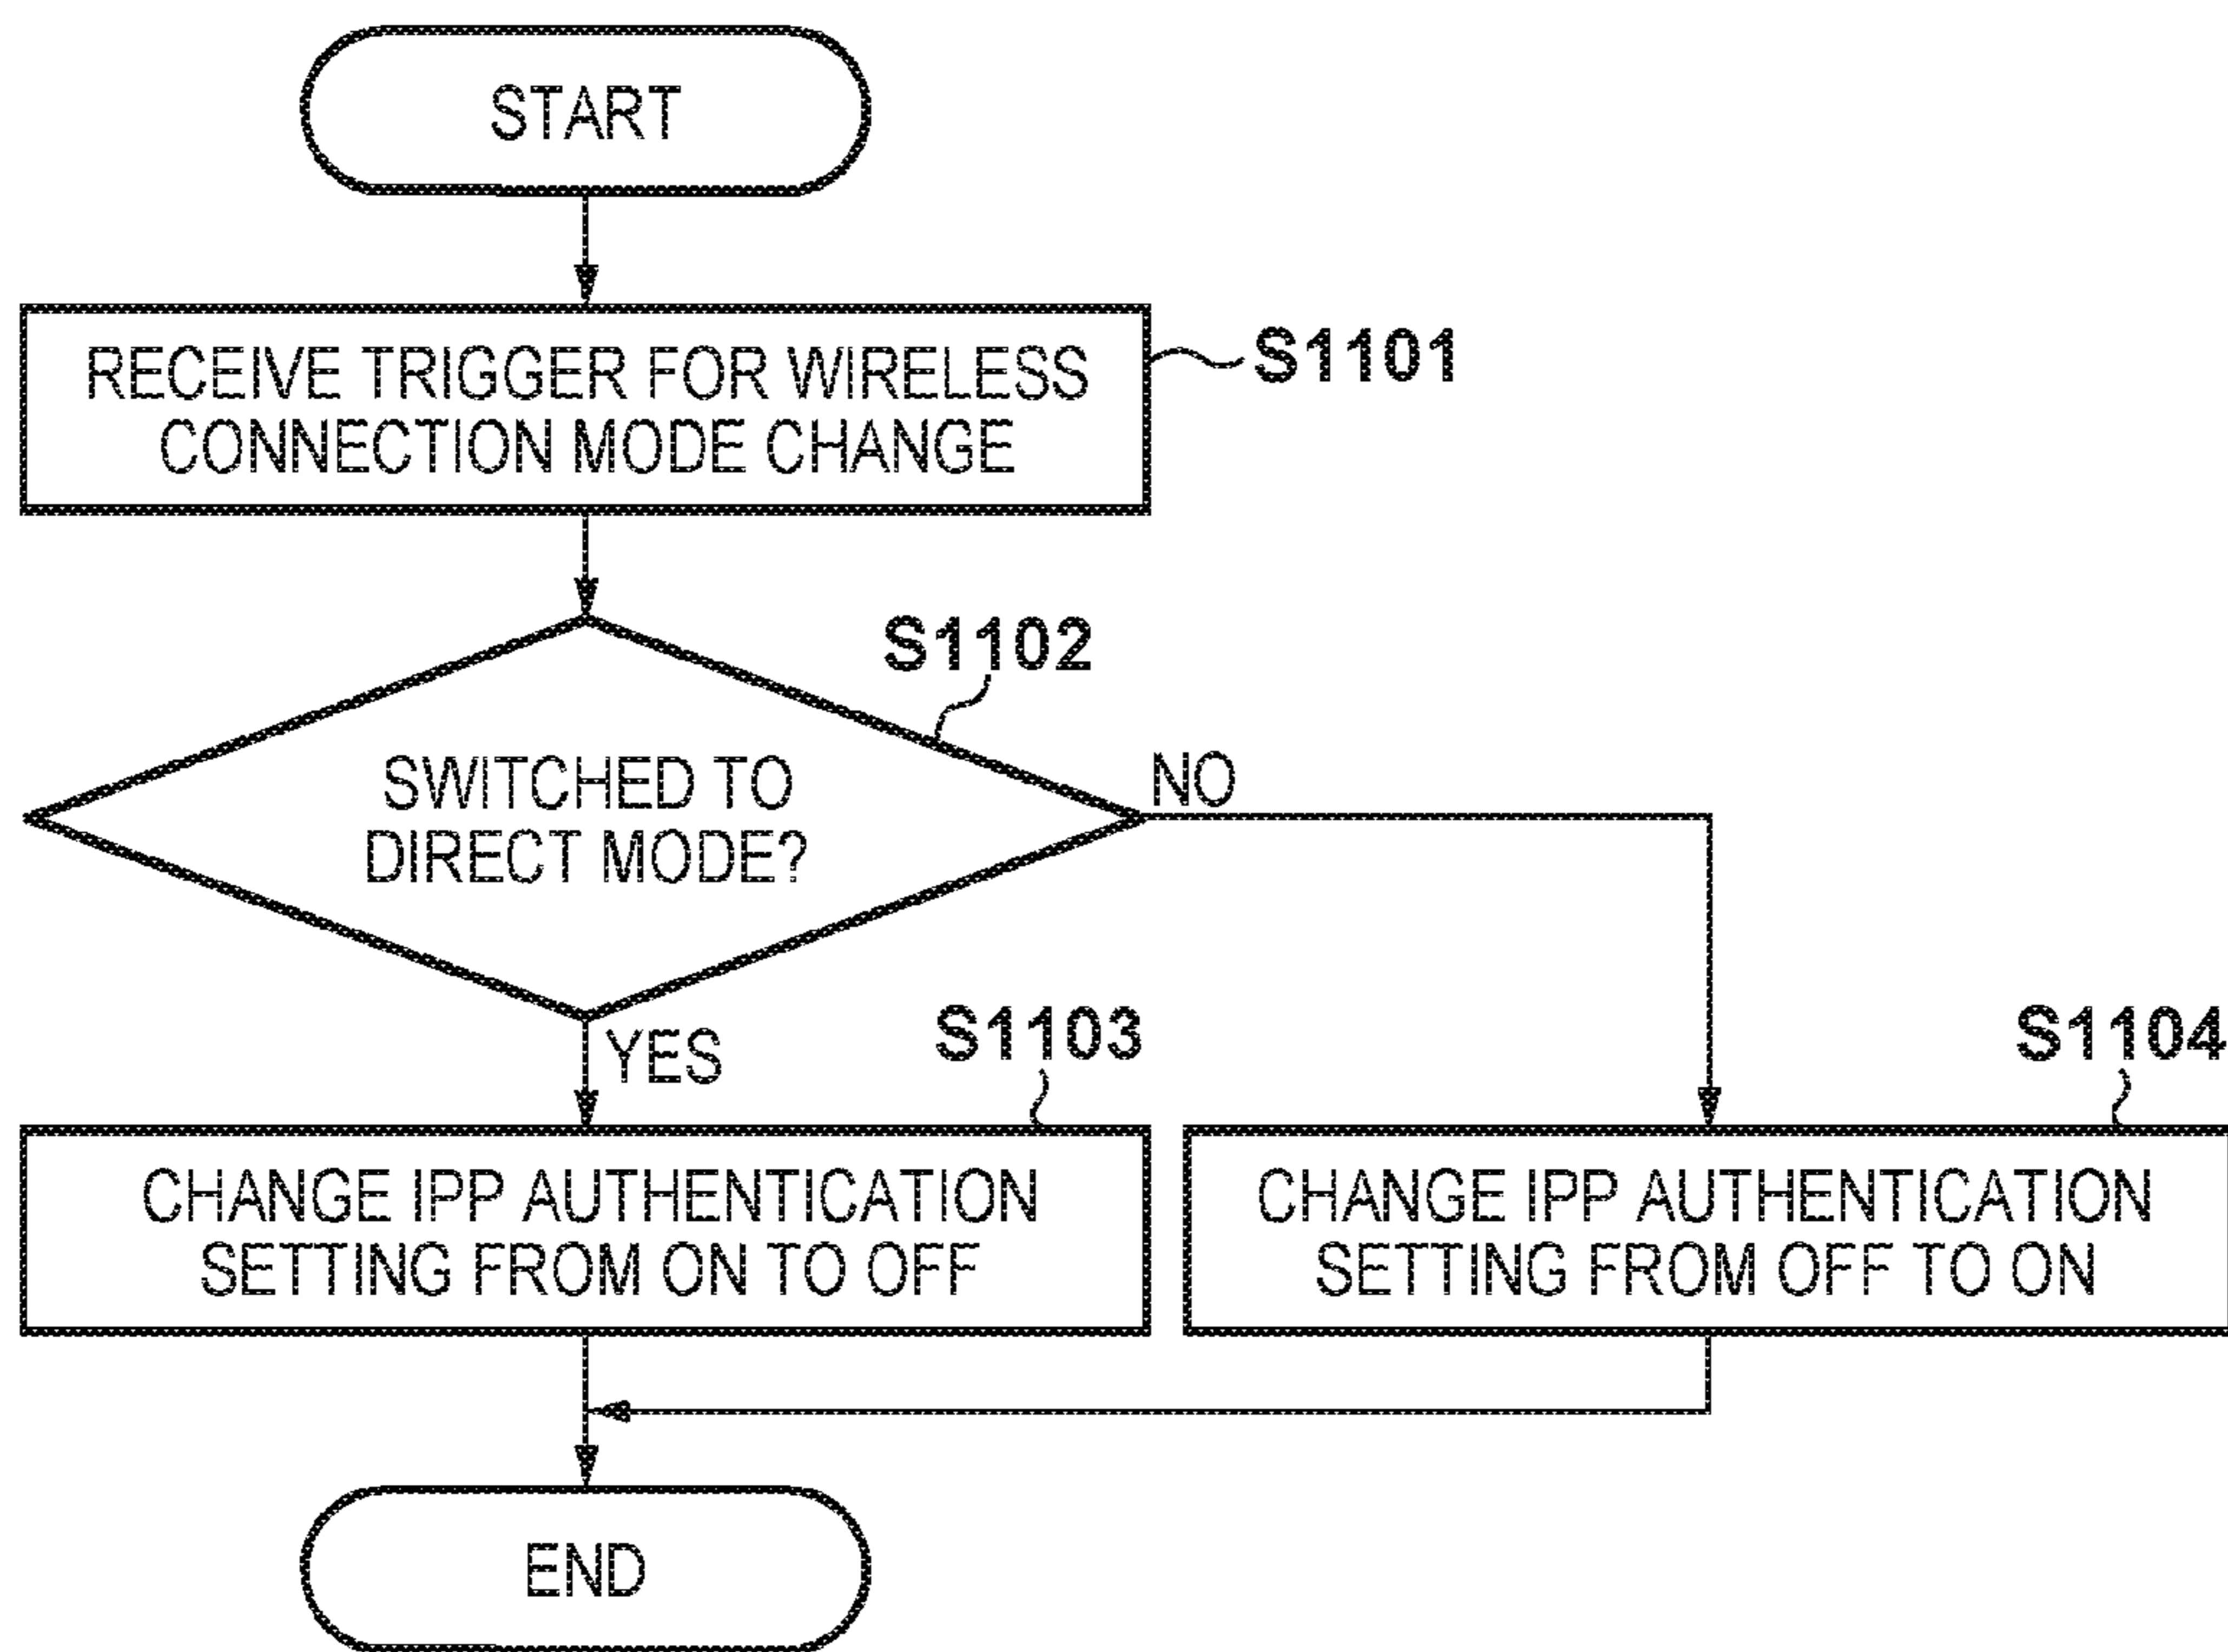 START
RECEIVE TRIGGER FOR WIRELESS
CONNECTION MODE CHANGE
S1101
S1102
SWITCHED TO
DIRECT MODE?
NO
YES
S1103
CHANGE IPP AUTHENTICATION
SETTING FROM ON TO OFF
S1104
CHANGE IPP AUTHENTICATION
SETTING FROM OFF TO ON
END